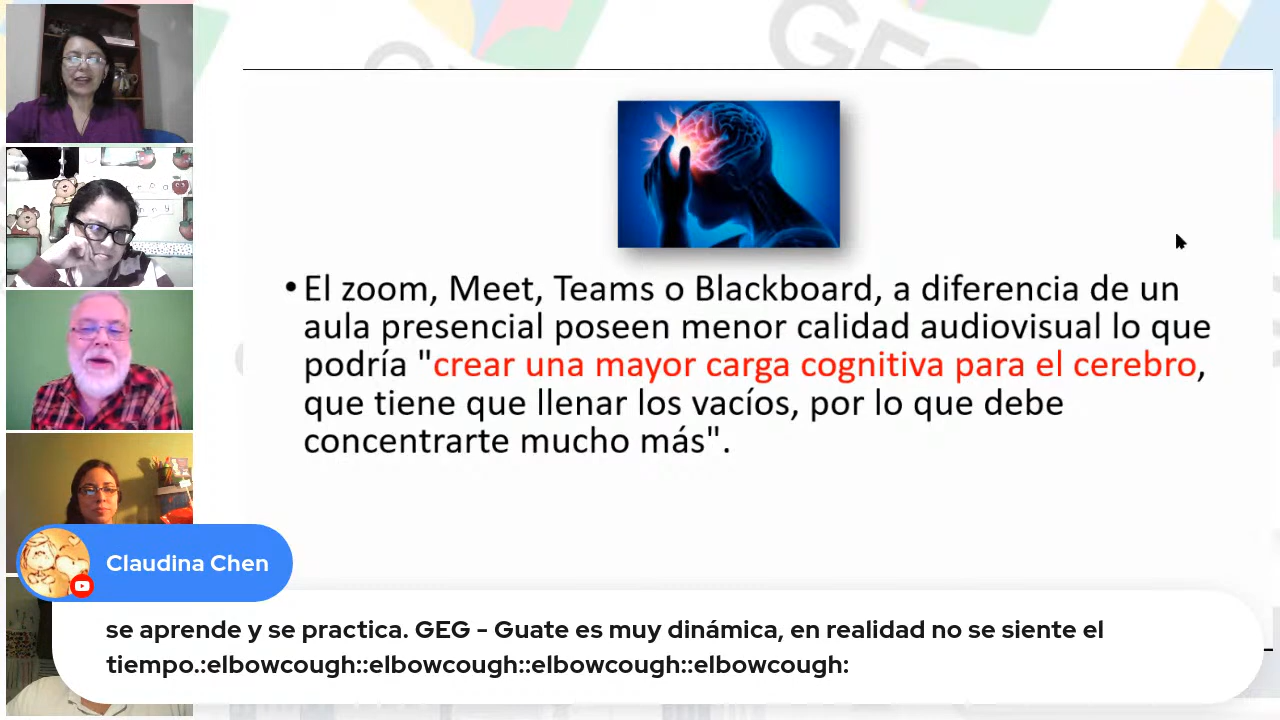 • El zoom, Meet, Teams o Blackboard, a diferencia de un
aula presencial poseen menor calidad audiovisual lo que
podría "crear una mayor carga cognitiva para el cerebro,
que tiene que llenar los vacíos, por lo que debe
concentrarte mucho más".
Claudina Chen
se aprende y se practica. GEG - Guate es muy dinámica, en realidad no se siente el
tiempo.:elbowcough::elbowcough::elbowcough::elbowcough: